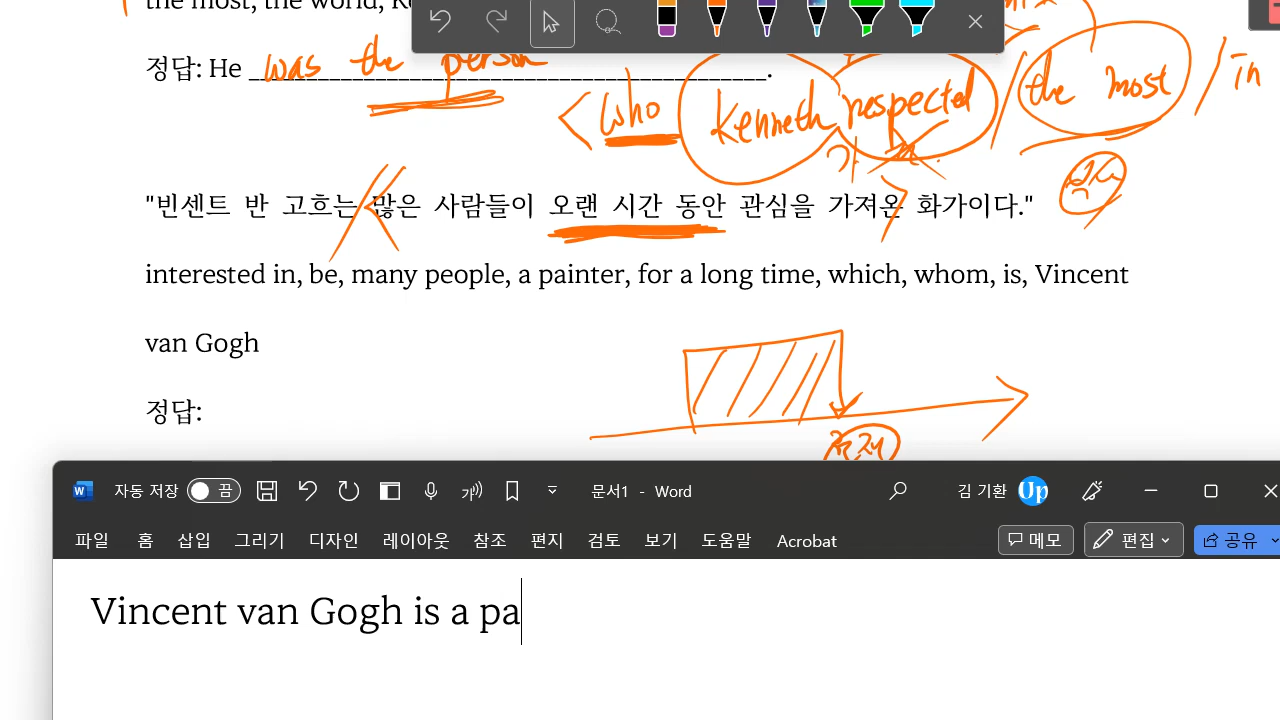 the most, the world,
정답: He was the person.
<who Kenneth respected / the most / in
"빈센트 반 고흐는 많은 사람들이 오랜 시간 동안 관심을 가져온 화가이다."
interested in, be, many people, a painter, for a long time, which, whom, is, Vincent
van Gogh
정답:
자동 저장 끔 가 문서1 - Word 김 기환 Up
파일 홈 삽입 그리기 디자인 레이아웃 참조 편지 검토 보기 도움말 Acrobat 메모 편집 공유
Vincent van Gogh is a pa